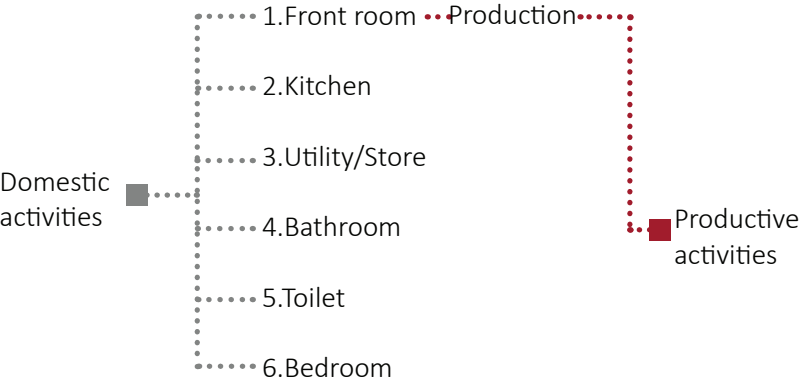 1.Front room
Production
2.Kitchen
3.Utility/Store
Domestic
activities
4.Bathroom
Productive
activities
5.Toilet
6.Bedroom